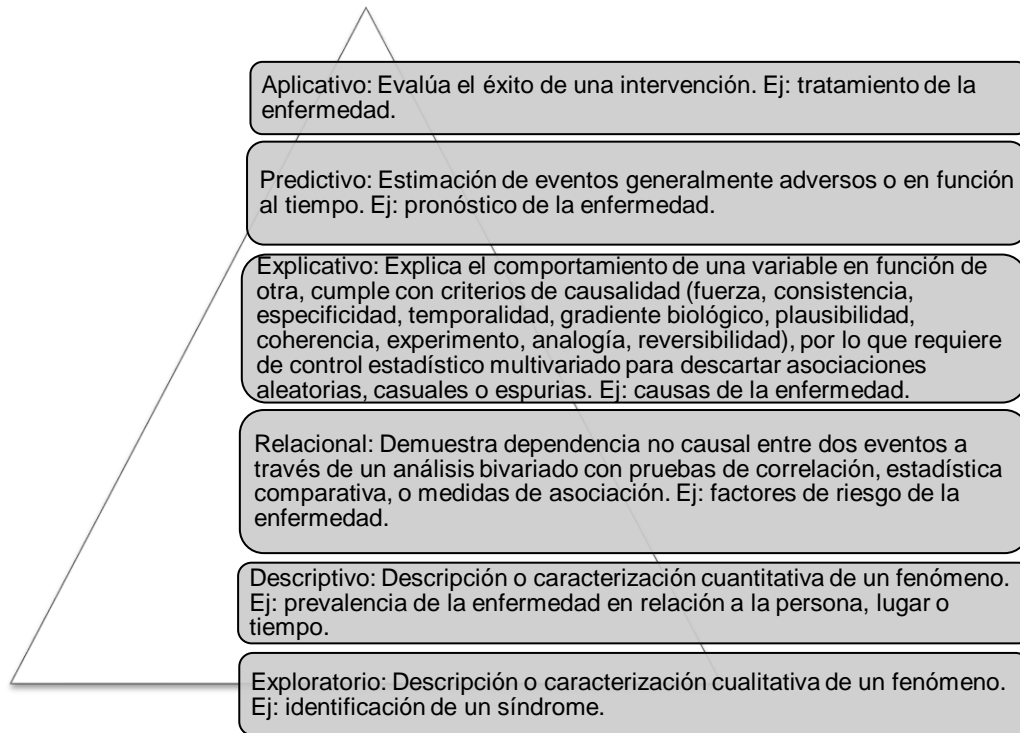 Aplicativo: Evalúa el éxito de una intervención. Ej: tratamiento de la
enfermedad.
Predictivo: Estimación de eventos generalmente adversos o en función
al tiempo. Ej: pronóstico de la enfermedad.
Explicativo: Explica el comportamiento de una variable en función de
otra, cumple con criterios de causalidad (fuerza, consistencia,
especificidad, temporalidad, gradiente biológico, plausibilidad,
coherencia, experimento, analogía, reversibilidad), por lo que requiere
de control estadístico multivariado para descartar asociaciones
aleatorias, casuales o espurias. Ej: causas de la enfermedad.
Relacional: Demuestra dependencia no causal entre dos eventos a
través de un análisis bivariado con pruebas de correlación, estadística
comparativa, o medidas de asociación. Ej: factores de riesgo de la
enfermedad.
Descriptivo: Descripción o caracterización cuantitativa de un fenómeno.
Ej: prevalencia de la enfermedad en relación a la persona, lugar o
tiempo.
Exploratorio: Descripción o caracterización cualitativa de un fenómeno.
Ej: identificación de un síndrome.